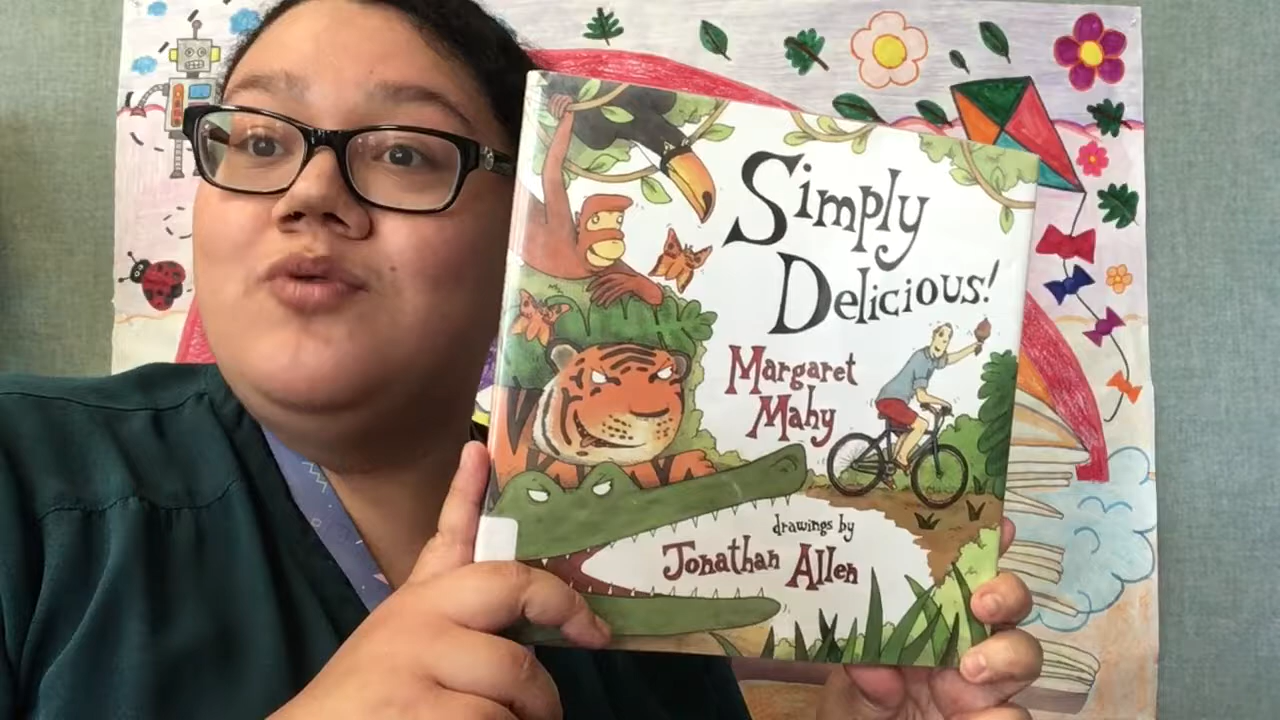 Simply
Delicious!
Margaret
Mahy
drawings by
Jonathan Allen